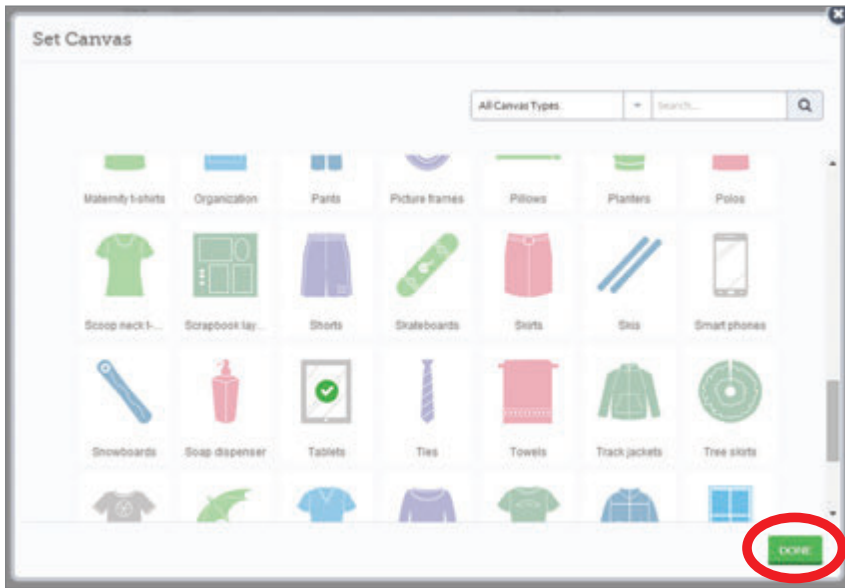 Set Canvas
All Canvas Types
Search...
Maternity t-shirts Organization Pants Picture frames Pillows Planters Polos
Scoop neck t-... Scrapbook lay... Shorts Skateboards Skirts Skis Smart phones
Snowboards Soap dispenser Tablets Ties Towels Track jackets Tree skirts
DONE